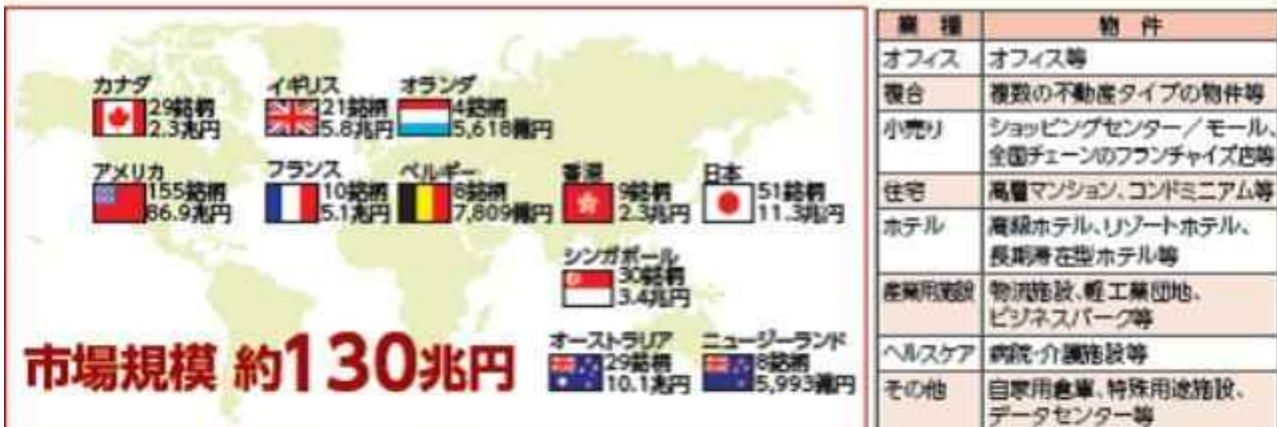 カナダ
29銘柄
2.3兆円
イギリス
21銘柄
5.8兆円
オランダ
4銘柄
5,618億円
アメリカ
155銘柄
86.9兆円
フランス
10銘柄
5.1兆円
ベルギー
8銘柄
7,809億円
香港
9銘柄
2.3兆円
日本
51銘柄
11.3兆円
シンガポール
30銘柄
3.4兆円
オーストラリア
29銘柄
10.1兆円
ニュージーランド
8銘柄
5,993億円
市場規模 約130兆円
業種 物件
オフィス オフィス等
複合 複数の不動産タイプの物件等
小売り ショッピングセンター／モール、
全国チェーンのフランチャイズ店等
住宅 高層マンション、コンドミニアム等
ホテル 高級ホテル、リゾートホテル、
長期滞在型ホテル等
産業用施設 物流施設、軽工業団地、
ビジネスパーク等
ヘルスケア 病院・介護施設等
その他 自家用倉庫、特殊用途施設、
データセンター等